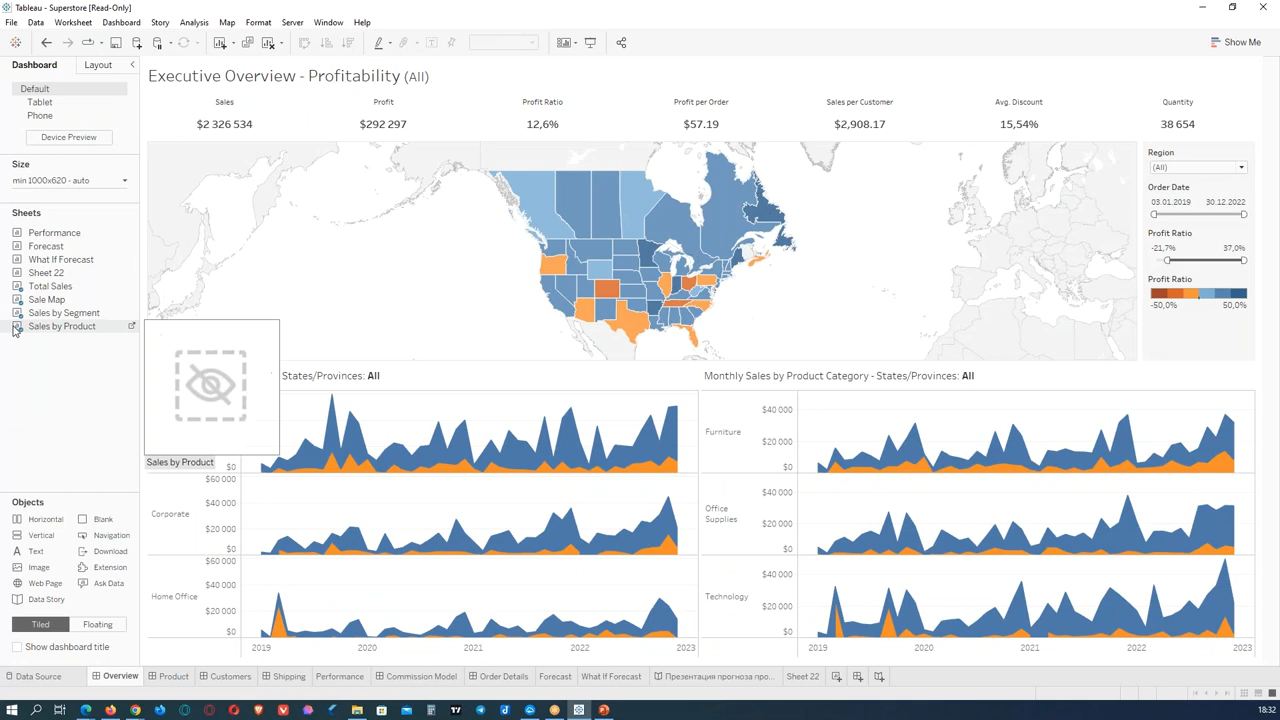 Tableau - Superstore [Read-Only]
File Data Worksheet Dashboard Story Analysis Map Format Server Window Help
Show Me
Dashboard Layout
Default
Tablet
Phone
Device Preview
Size
min 1000x620 - auto
Sheets
Performance
Forecast
What If Forecast
Sheet 22
Total Sales
Sale Map
Sales by Segment
Sales by Product
Objects
Horizontal Blank
Vertical Navigation
Text Download
Image Extension
Web Page Ask Data
Data Story
Tiled Floating
Show dashboard title
Executive Overview - Profitability (All)
Sales Profit Profit Ratio Profit per Order Sales per Customer Avg. Discount Quantity
$2 326 534 $292 297 12,6% $57.19 $2,908.17 15,54% 38 654
Region
(All)
Order Date
03.01.2019 30.12.2022
Profit Ratio
-21,7% 37,0%
Profit Ratio
-50,0% 50,0%
Sales by Product
States/Provinces: All
$0
$60 000
Corporate
$40 000
$20 000
$0
$60 000
$40 000
Home Office
$20 000
$0
2019 2020 2021 2022 2023
Monthly Sales by Product Category - States/Provinces: All
Furniture
$40 000
$20 000
$0
Office
Supplies
$40 000
$20 000
$0
Technology
$40 000
$20 000
$0
2019 2020 2021 2022 2023
Data Source Overview Product Customers Shipping Performance Commission Model Order Details Forecast What If Forecast Презентация прогноза про... Sheet 22
18:32